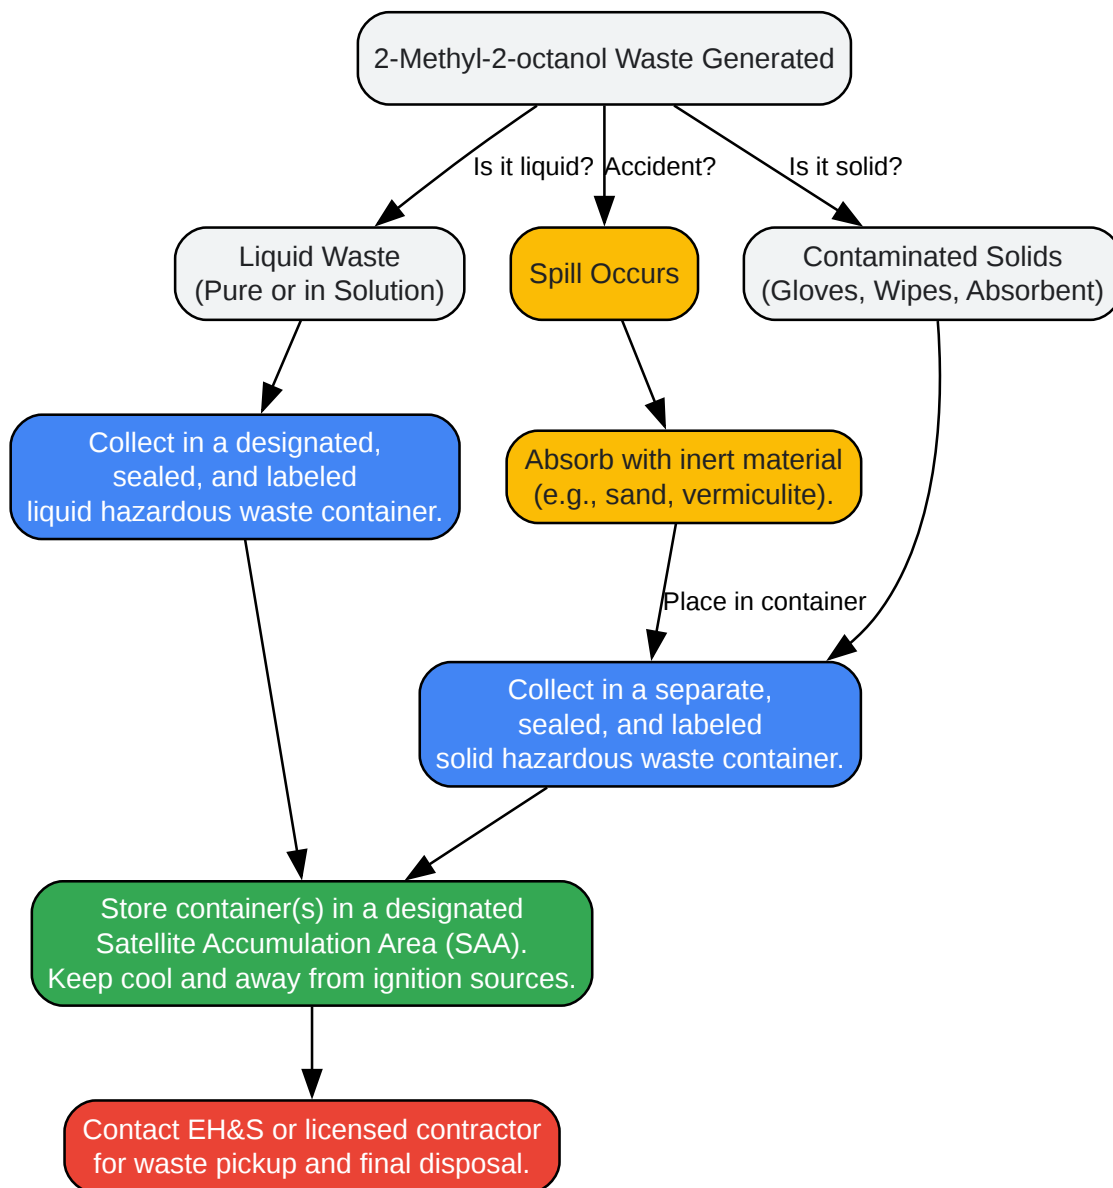 2-Methyl-2-octanol Waste Generated
Is it liquid?
Accident?
Is it solid?
Liquid Waste
(Pure or in Solution)
Spill Occurs
Contaminated Solids
(Gloves, Wipes, Absorbent)
Collect in a designated,
sealed, and labeled
liquid hazardous waste container.
Absorb with inert material
(e.g., sand, vermiculite).
Place in container
Collect in a separate,
sealed, and labeled
solid hazardous waste container.
Store container(s) in a designated
Satellite Accumulation Area (SAA).
Keep cool and away from ignition sources.
Contact EH&S or licensed contractor
for waste pickup and final disposal.